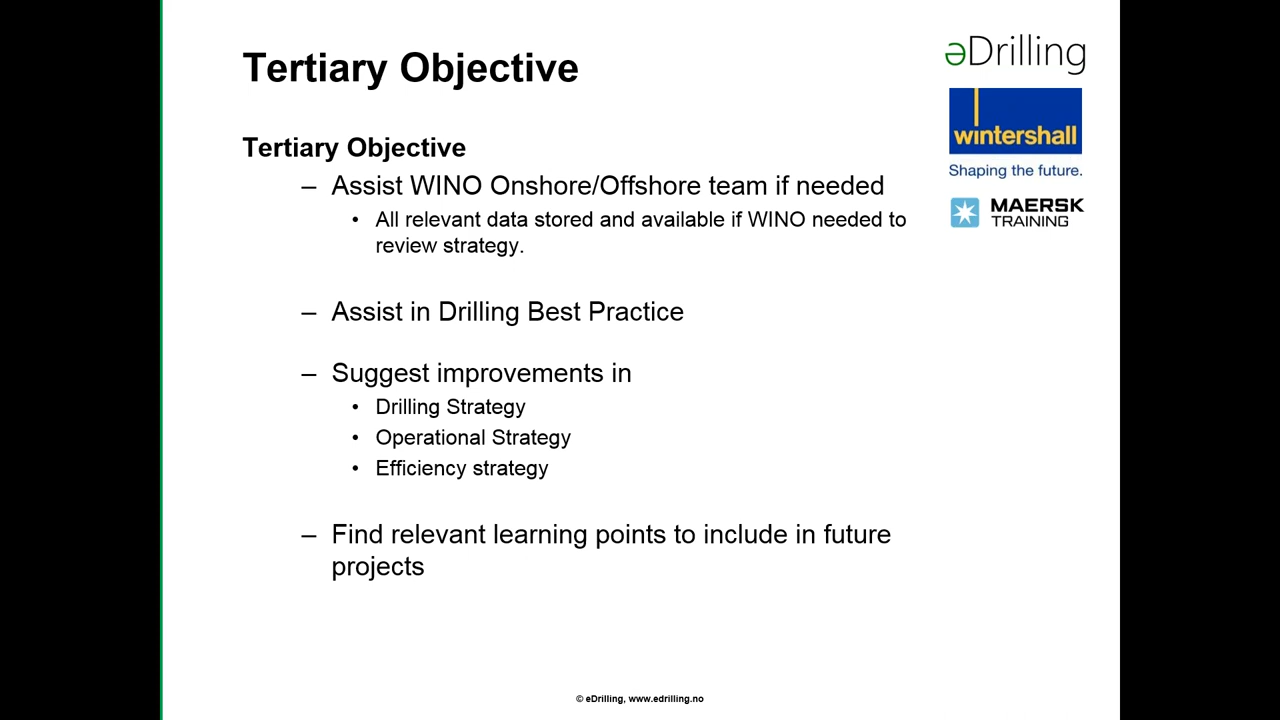 Tertiary Objective
əDrilling
wintershall
Shaping the future.
MAERSK
TRAINING
Tertiary Objective
– Assist WINO Onshore/Offshore team if needed
• All relevant data stored and available if WINO needed to
review strategy.
– Assist in Drilling Best Practice
– Suggest improvements in
• Drilling Strategy
• Operational Strategy
• Efficiency strategy
– Find relevant learning points to include in future
projects
© eDrilling, www.edrilling.no